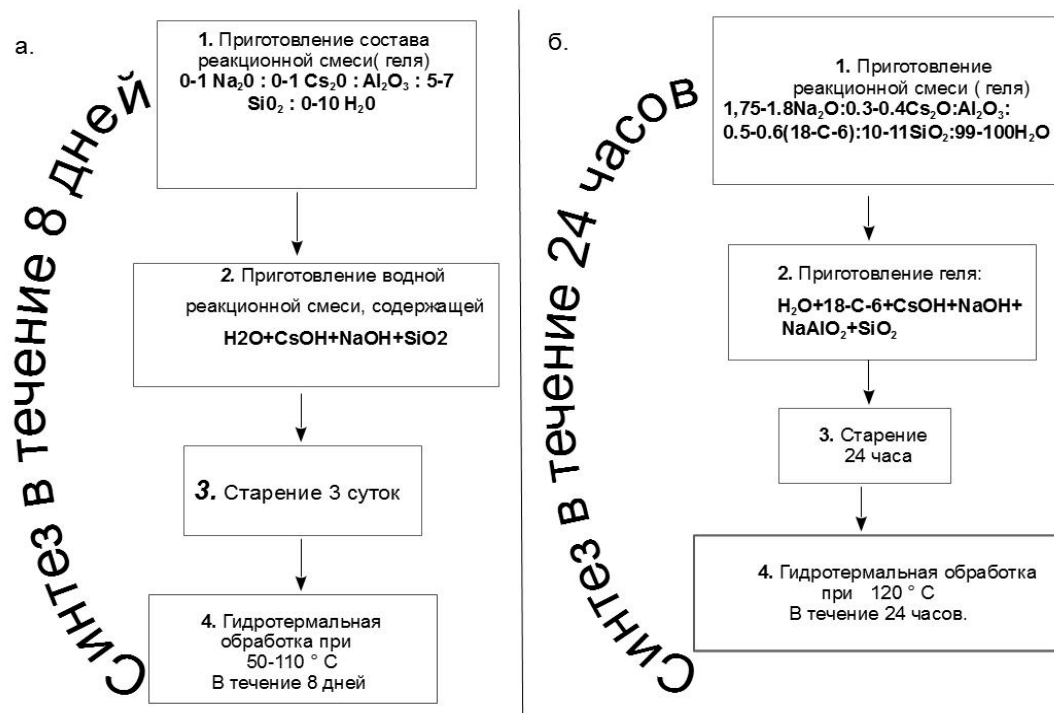 а.
Синтез в течение 8 дней
1. Приготовление состава
реакционной смеси( геля)
0-1 Na₂0 : 0-1 Cs₂0 : Al₂O₃ : 5-7
Si0₂ : 0-10 H₂0
2. Приготовление водной
реакционной смеси, содержащей
H2O+CsOH+NaOH+SiO2
3. Старение 3 суток
4. Гидротермальная
обработка при
50-110 ° С
В течение 8 дней
б.
Синтез в течение 24 часов
1. Приготовление
реакционной смеси ( геля)
1,75-1.8Na₂O:0.3-0.4Cs₂O:Al₂O₃:
0.5-0.6(18-C-6):10-11SiO₂:99-100H₂O
2. Приготовление геля:
H₂O+18-C-6+CsOH+NaOH+
NaAlO₂+SiO₂
3. Старение
24 часа
4. Гидротермальная обработка
при 120 ° С
В течение 24 часов.